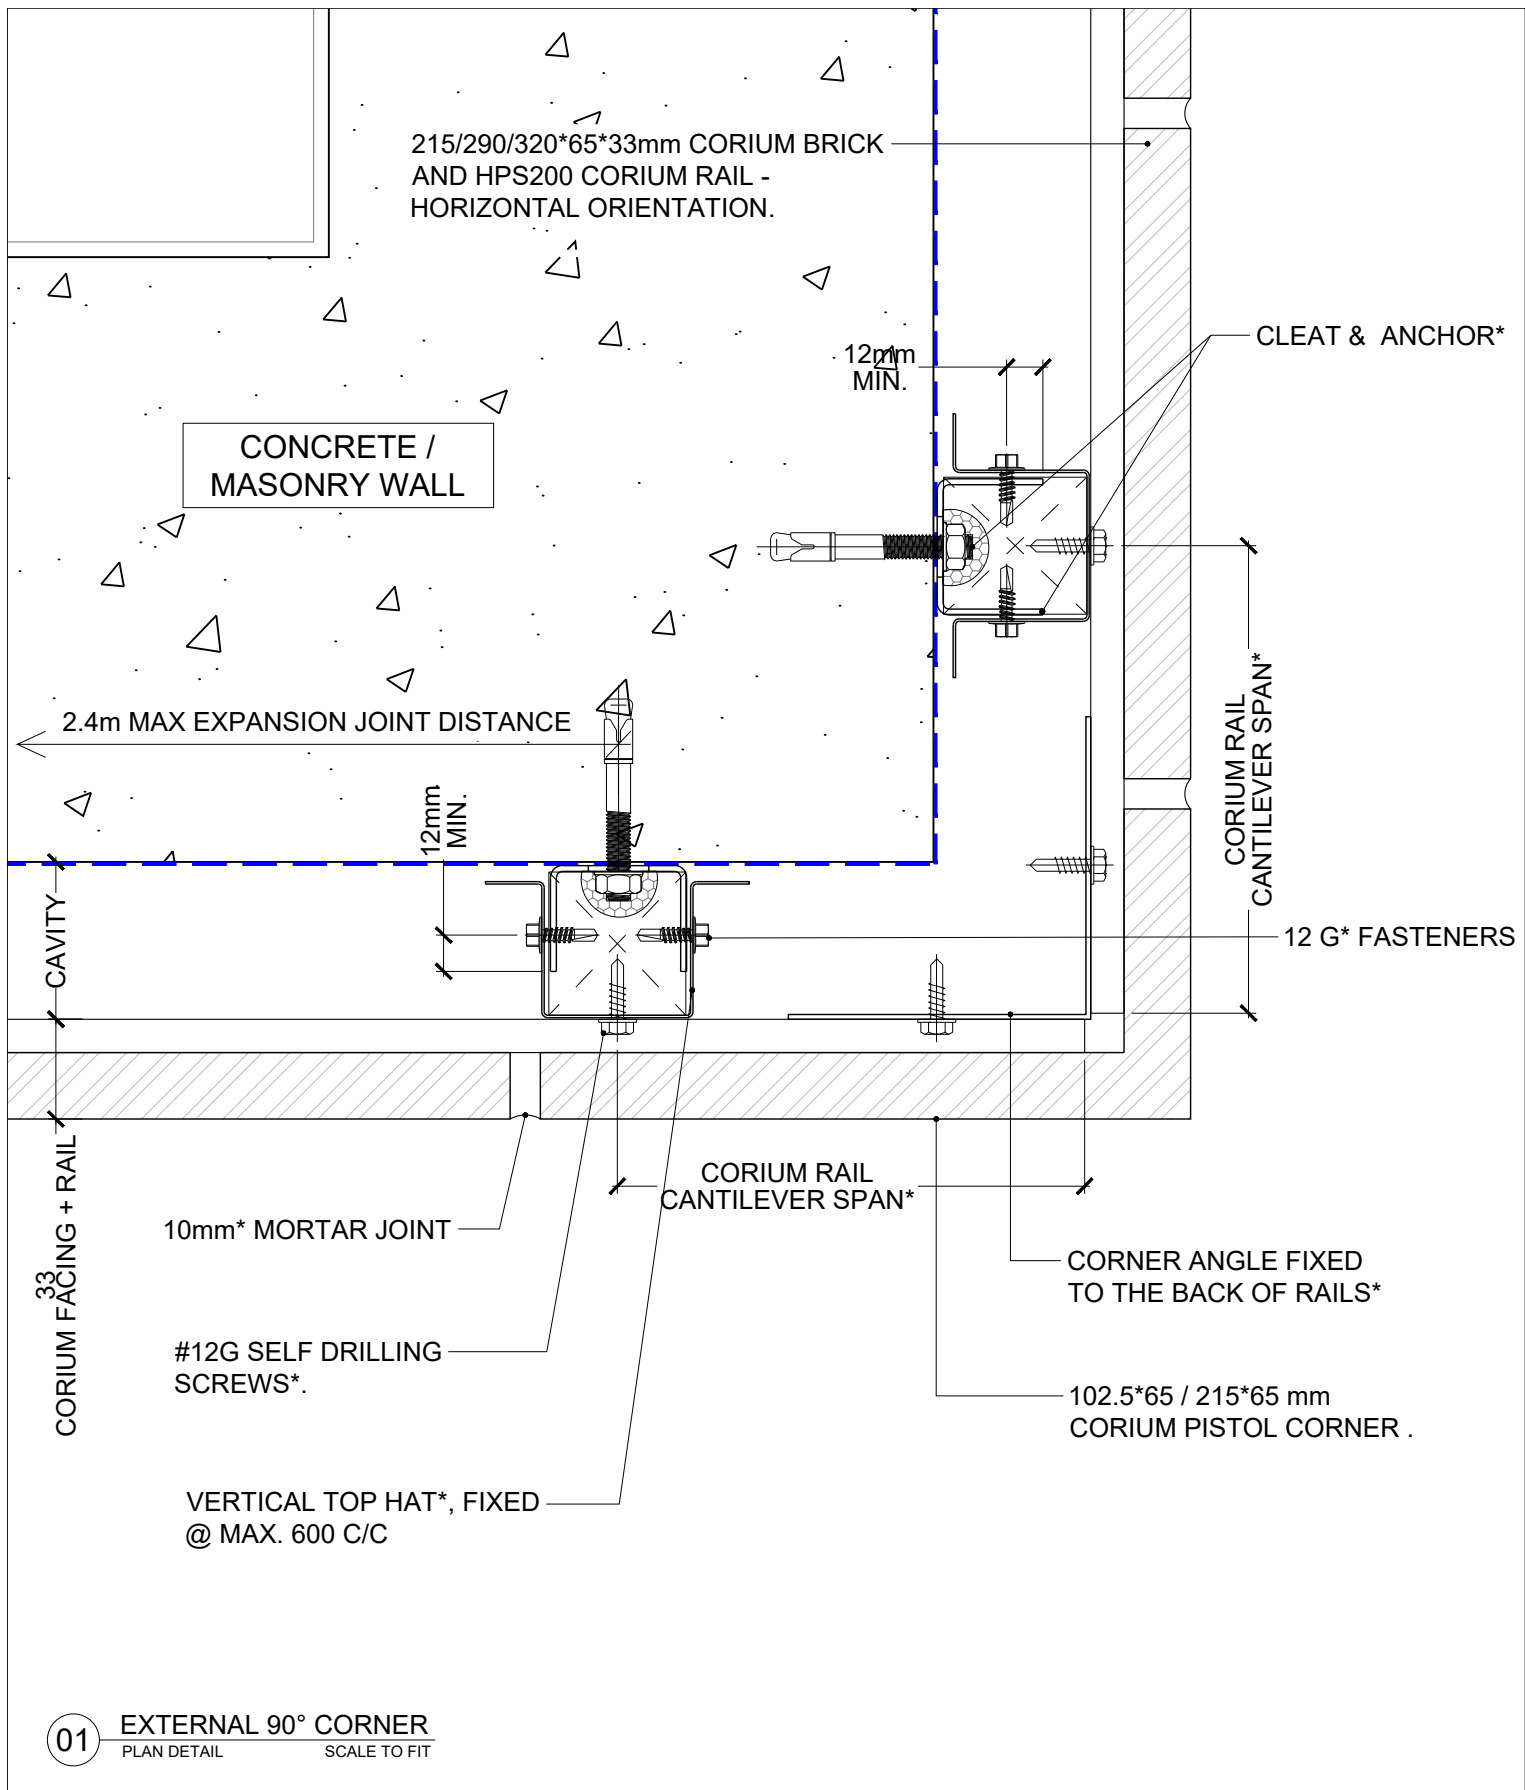 215/290/320*65*33mm CORIUM BRICK
AND HPS200 CORIUM RAIL -
HORIZONTAL ORIENTATION.
CLEAT & ANCHOR*
12mm
MIN.
CONCRETE /
MASONRY WALL
2.4m MAX EXPANSION JOINT DISTANCE
12mm
MIN.
CORIUM RAIL
CANTILEVER SPAN*
CAVITY
12 G* FASTENERS
CORIUM RAIL
CANTILEVER SPAN*
10mm* MORTAR JOINT
33
CORIUM FACING + RAIL
CORNER ANGLE FIXED
TO THE BACK OF RAILS*
#12G SELF DRILLING
SCREWS*.
102.5*65 / 215*65 mm
CORIUM PISTOL CORNER .
VERTICAL TOP HAT*, FIXED
@ MAX. 600 C/C
01
EXTERNAL 90° CORNER
PLAN DETAIL SCALE TO FIT